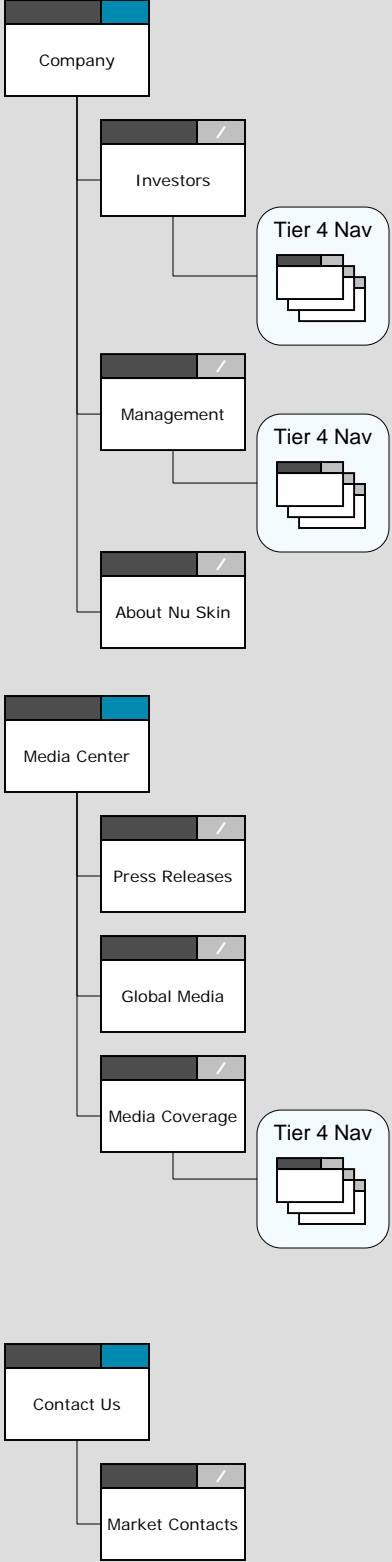 Company
/
Investors
Tier 4 Nav
/
Management
Tier 4 Nav
/
About Nu Skin
Media Center
/
Press Releases
/
Global Media
/
Media Coverage
Tier 4 Nav
Contact Us
/
Market Contacts